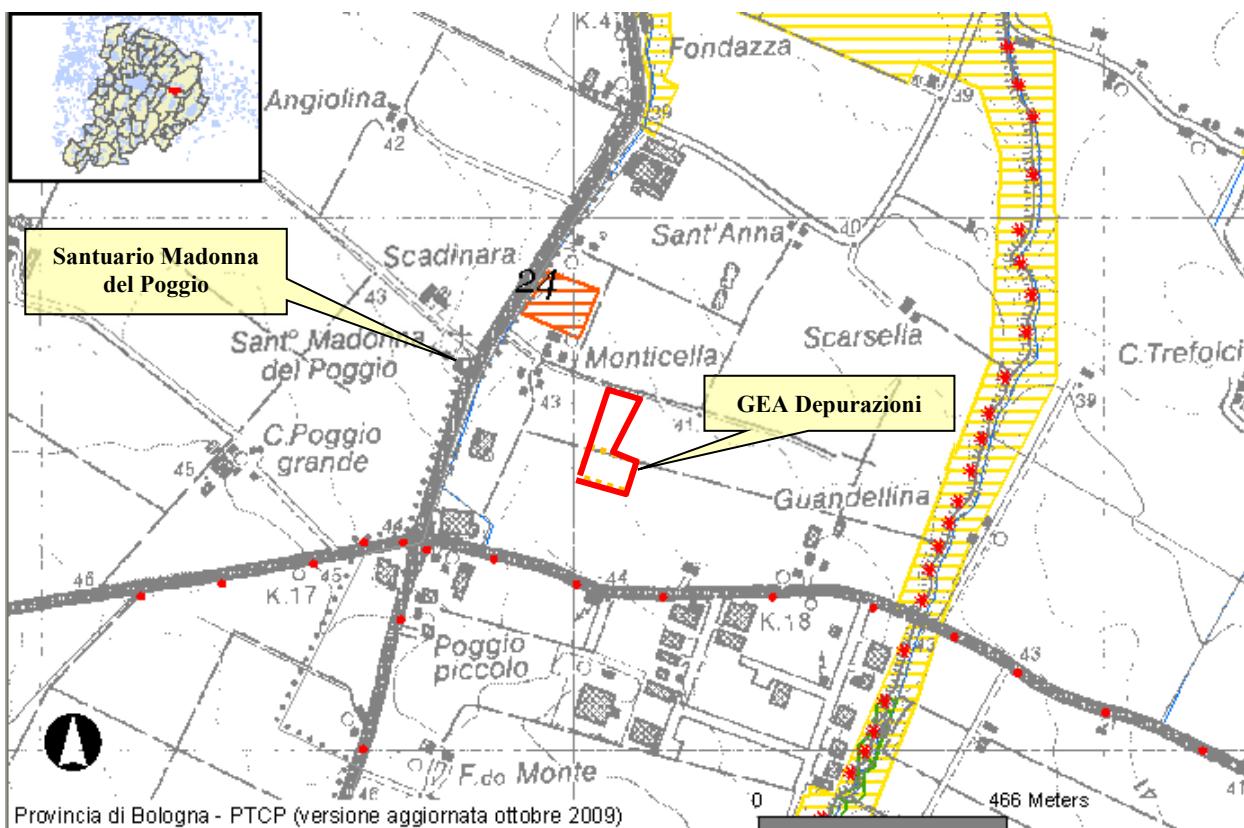 K.4
41
Fondazza
Angiolina
42
39
39
Santuario Madonna
del Poggio
Scadinara
Sant'Anna
40
24
43
Sant° Madonna
del Poggio
Monticella
Scarsella
C.Trefolci
43
39
GEA Depurazioni
41
C.Poggio
grande
45
Guandellina
44
46
K.17
45
44
K.18
43
43
Poggio
piccolo
F.do Monte
46
41
41
0
466 Meters
Provincia di Bologna - PTCP (versione aggiornata ottobre 2009)